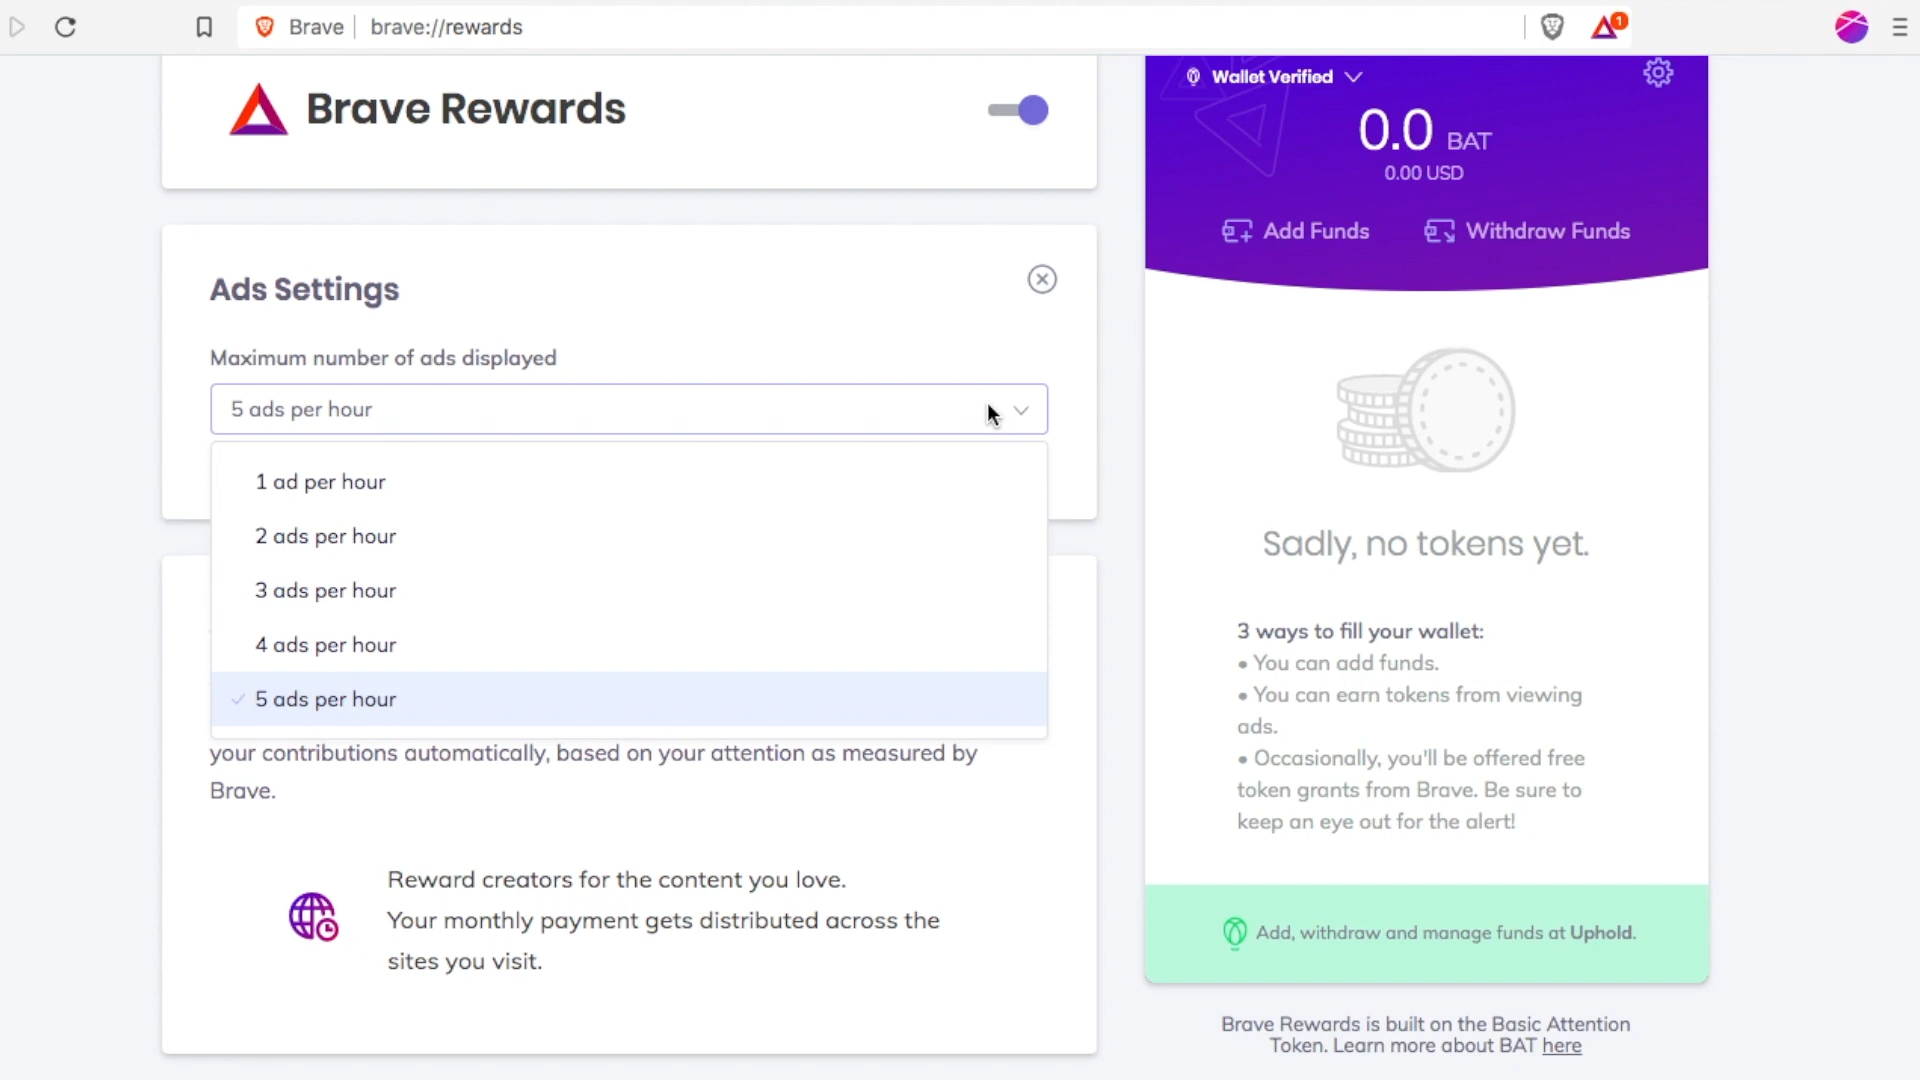 Brave
brave://rewards
1
Brave Rewards
Ads Settings
Maximum number of ads displayed
5 ads per hour
1 ad per hour
2 ads per hour
3 ads per hour
4 ads per hour
5 ads per hour
your contributions automatically, based on your attention as measured by
Brave.
Reward creators for the content you love.
Your monthly payment gets distributed across the
sites you visit.
Wallet Verified
0.0 BAT
0.00 USD
Add Funds
Withdraw Funds
Sadly, no tokens yet.
3 ways to fill your wallet:
• You can add funds.
• You can earn tokens from viewing
ads.
• Occasionally, you'll be offered free
token grants from Brave. Be sure to
keep an eye out for the alert!
Add, withdraw and manage funds at Uphold.
Brave Rewards is built on the Basic Attention
Token. Learn more about BAT here